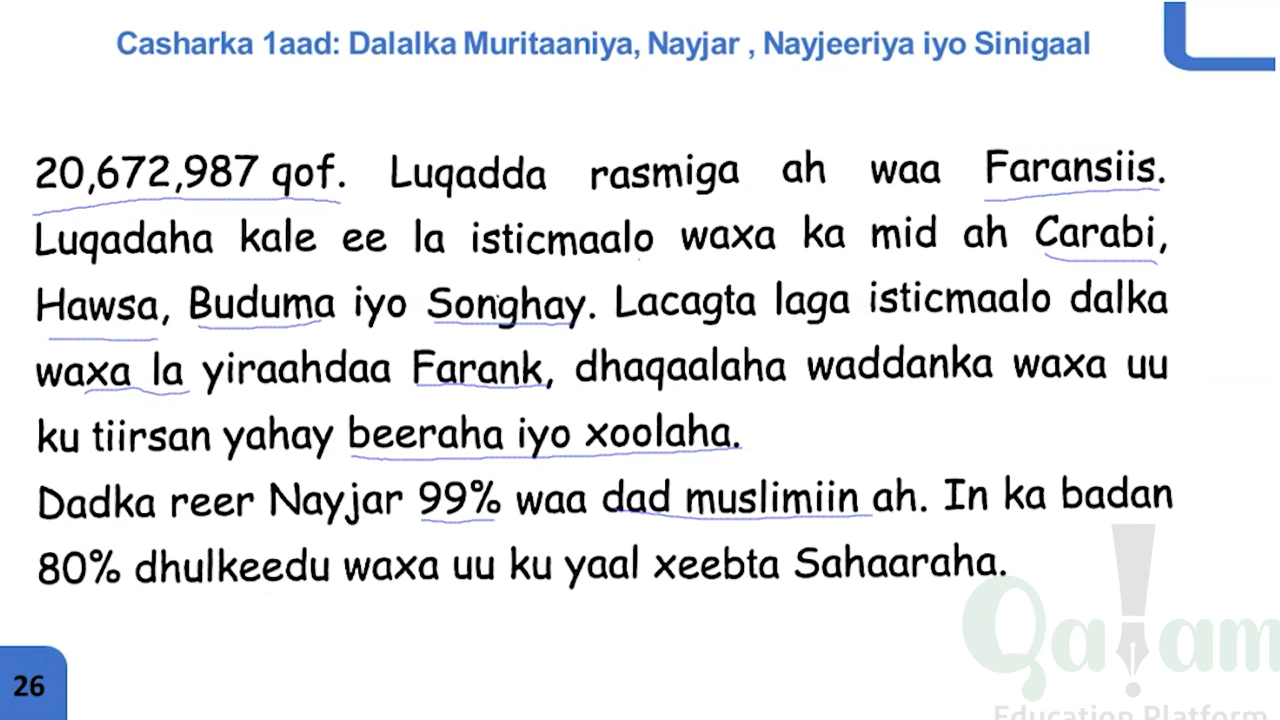 Casharka 1aad: Dalalka Muritaaniya, Nayjar , Nayjeeriya iyo Sinigaal
20,672,987 qof. Luqadda rasmiga ah waa Faransiis.
Luqadaha kale ee la isticmaalo waxa ka mid ah Carabi,
Hawsa, Buduma iyo Songhay. Lacagta laga isticmaalo dalka
waxa la yiraahdaa Farank, dhaqaalaha waddanka waxa uu
ku tiirsan yahay beeraha iyo xoolaha.
Dadka reer Nayjar 99% waa dad muslimiin ah. In ka badan
80% dhulkeedu waxa uu ku yaal xeebta Sahaaraha.
Qalam
Education Platform
26